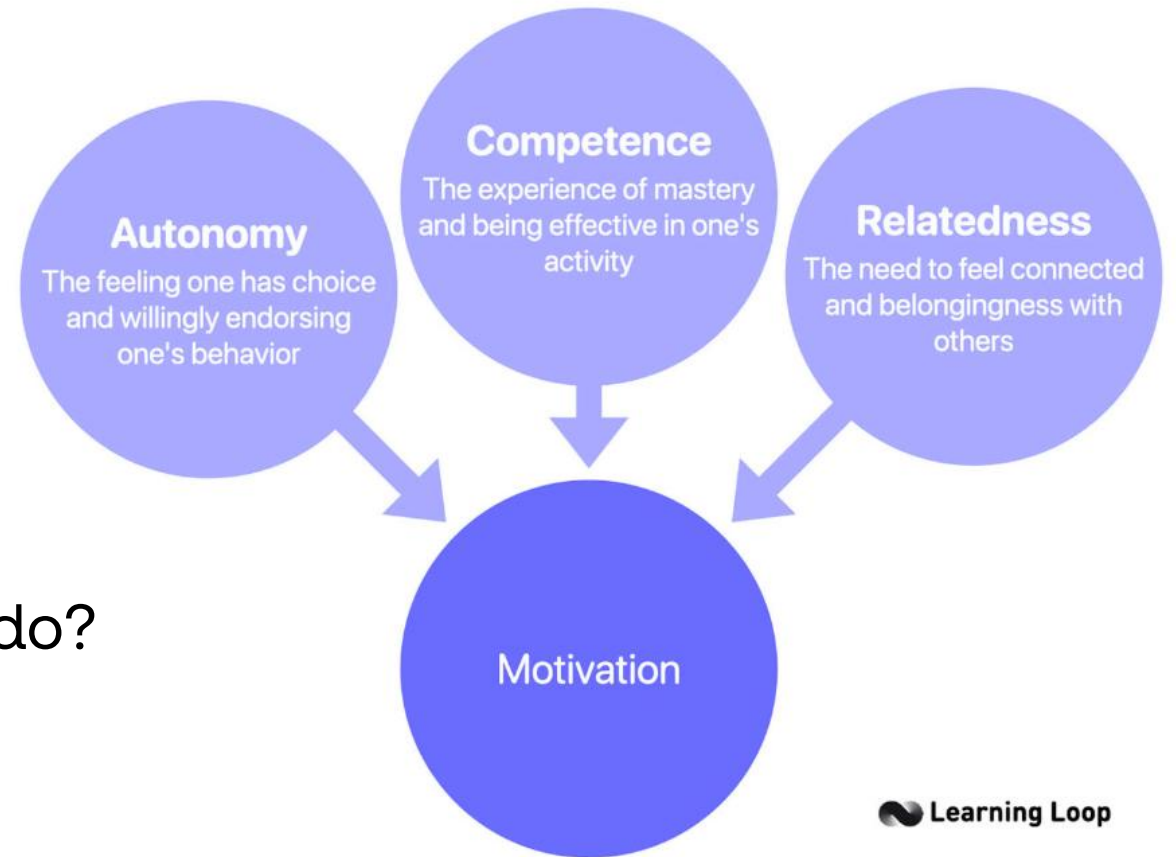 Competence
The experience of mastery
and being effective in one's
activity
Autonomy
The feeling one has choice
and willingly endorsing
one's behavior
Relatedness
The need to feel connected
and belongingness with
others
do?
Motivation
Learning Loop